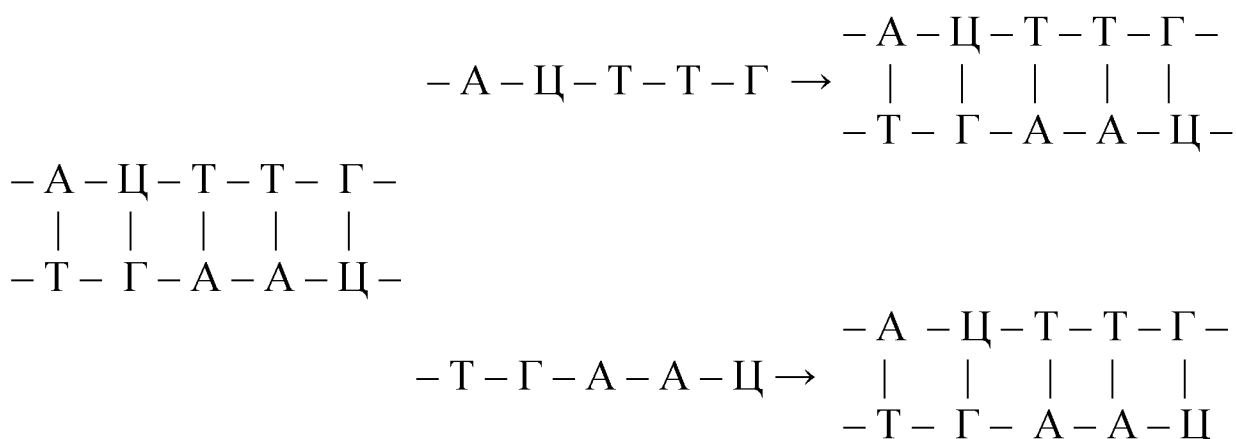 – А – Ц – Т – Т – Г –
| | | | |
– Т – Г – А – А – Ц –
– А – Ц – Т – Т – Г →
– А – Ц – Т – Т – Г –
| | | | |
– Т – Г – А – А – Ц –
– Т – Г – А – А – Ц →
– А – Ц – Т – Т – Г –
| | | | |
– Т – Г – А – А – Ц